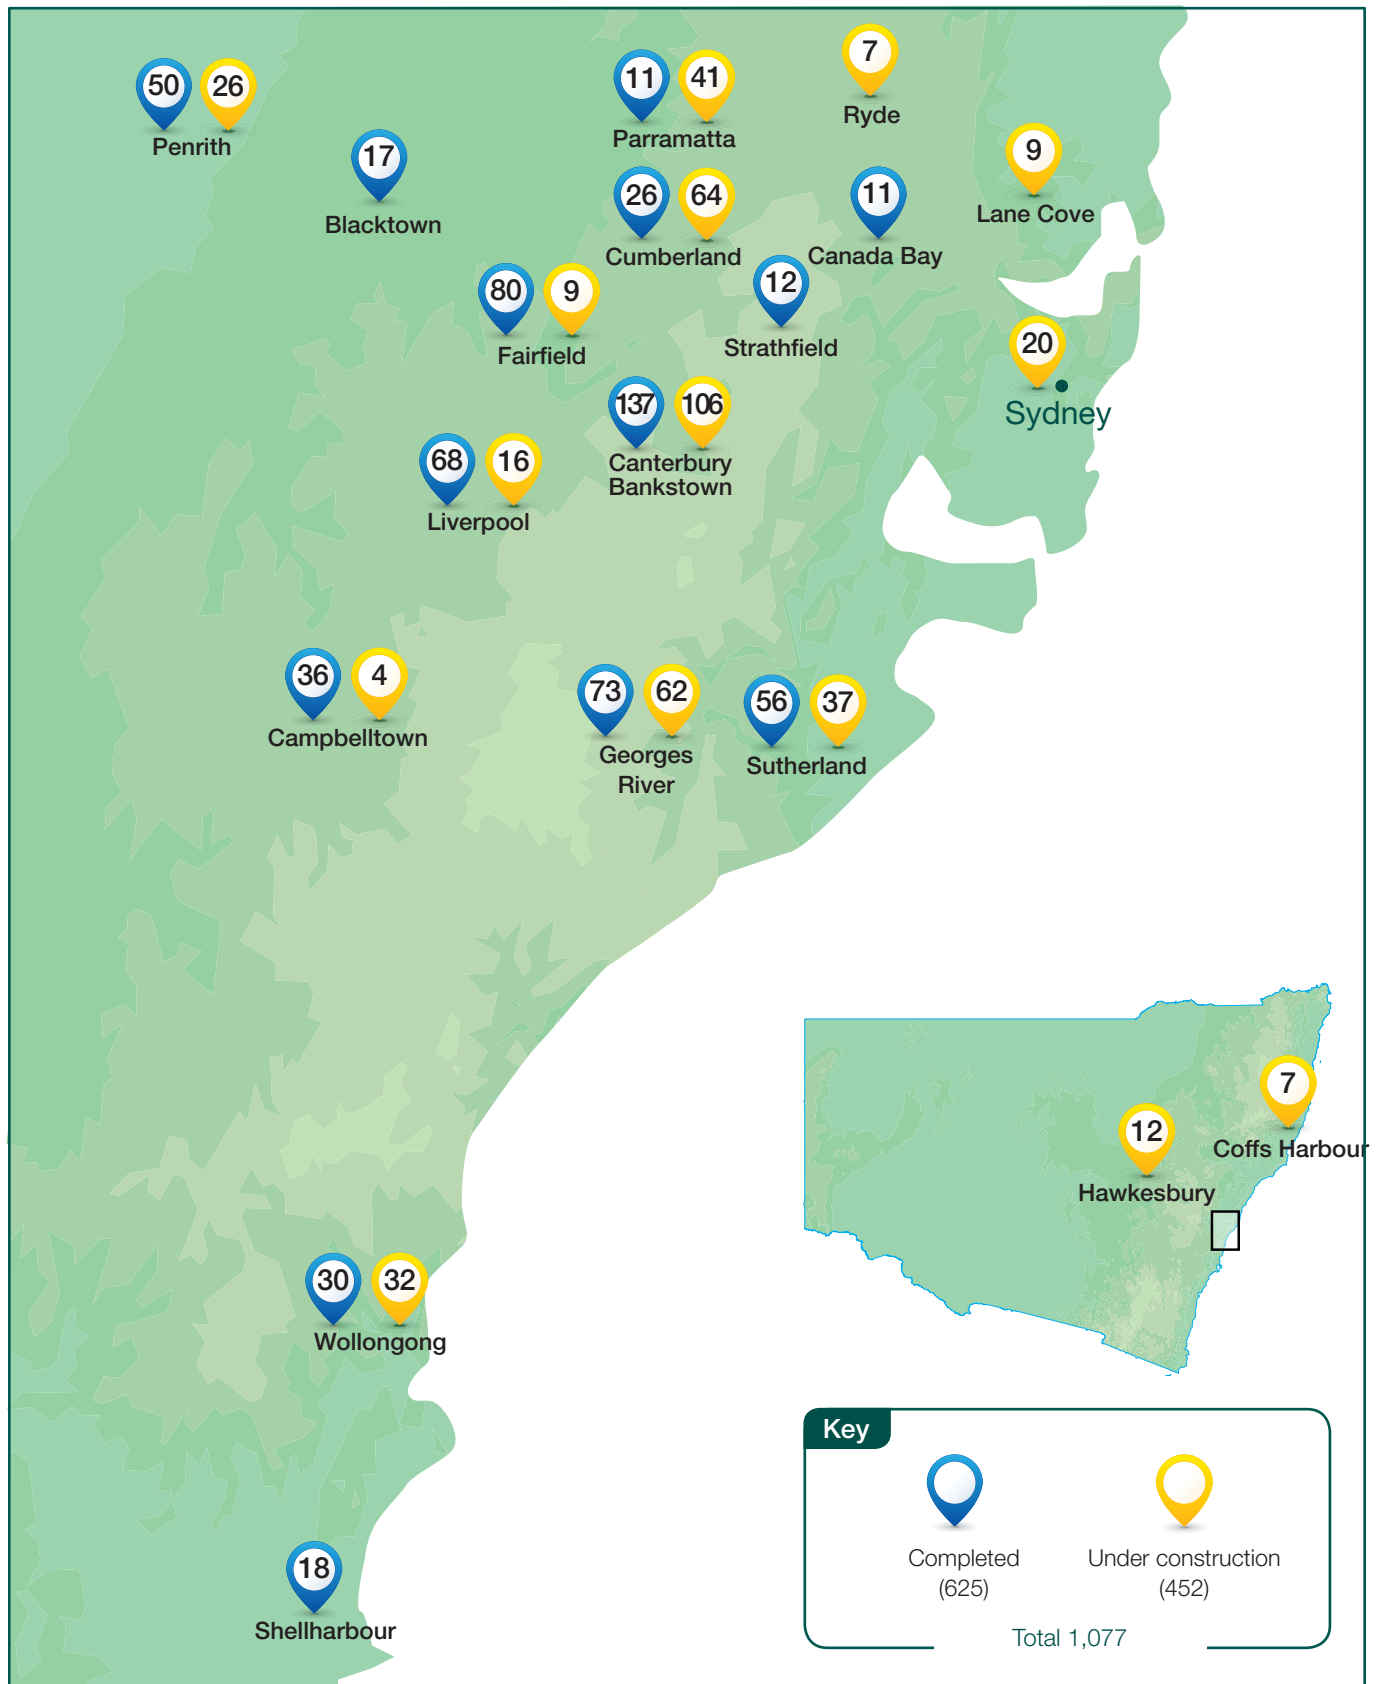 50 26
Penrith
17
Blacktown
11 41
Parramatta
7
Ryde
9
Lane Cove
26 64
Cumberland
11
Canada Bay
80 9
Fairfield
12
Strathfield
20
Sydney
137 106
Canterbury
Bankstown
68 16
Liverpool
36 4
Campbelltown
73 62
Georges
River
56 37
Sutherland
7
Coffs Harbour
12
Hawkesbury
30 32
Wollongong
18
Shellharbour
Key
Completed
(625)
Under construction
(452)
Total 1,077